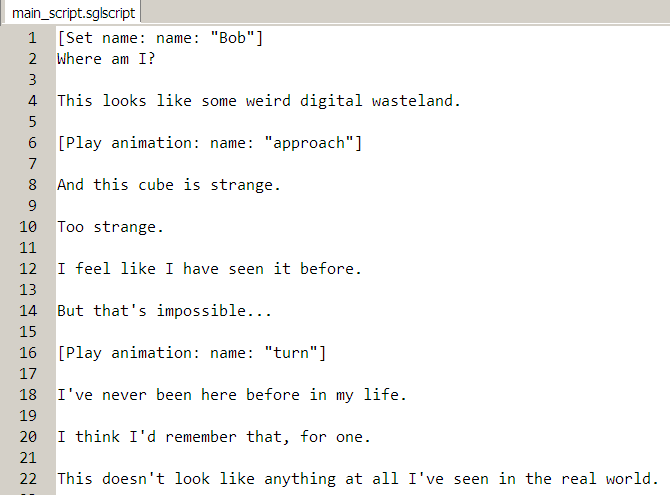 main_script.sglscript
1 [Set name: name: "Bob"]
2 Where am I?
3
4 This looks like some weird digital wasteland.
5
6 [Play animation: name: "approach"]
7
8 And this cube is strange.
9
10 Too strange.
11
12 I feel like I have seen it before.
13
14 But that's impossible...
15
16 [Play animation: name: "turn"]
17
18 I've never been here before in my life.
19
20 I think I'd remember that, for one.
21
22 This doesn't look like anything at all I've seen in the real world.